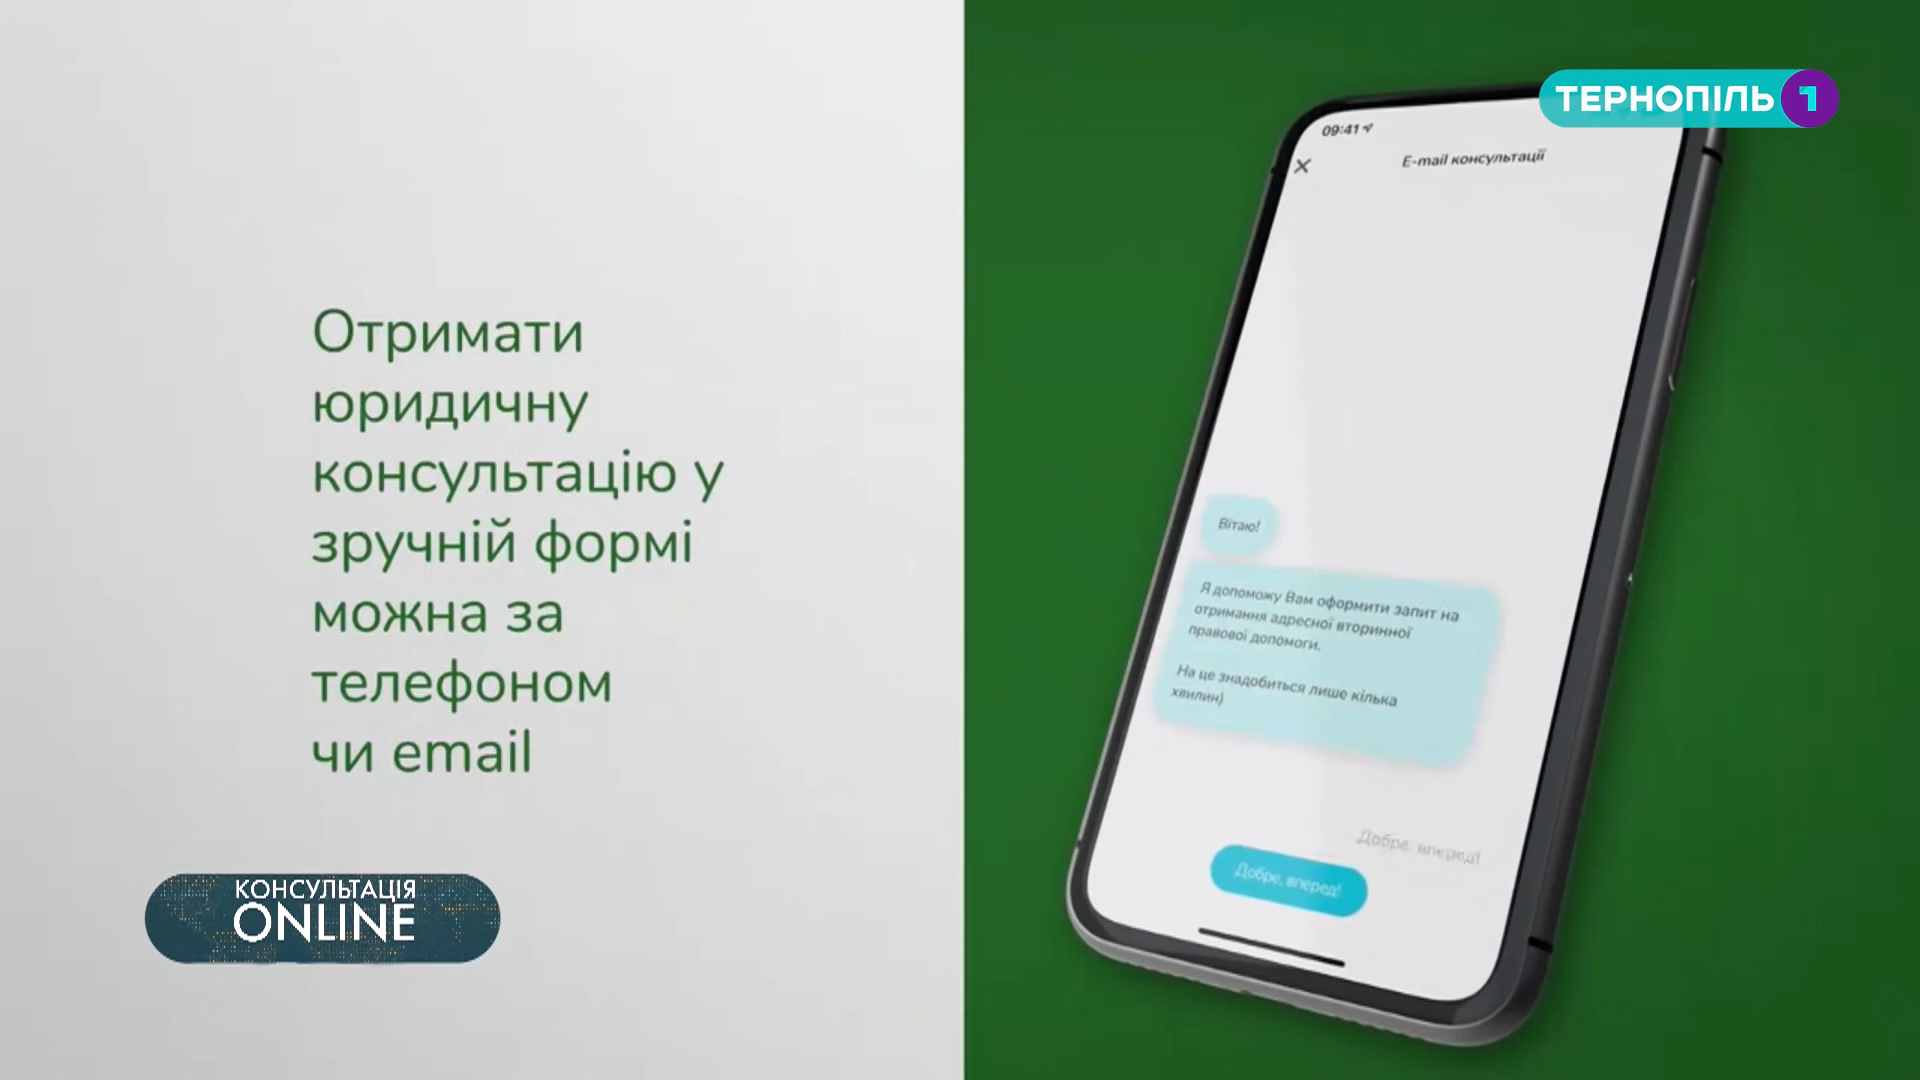 Отримати
юридичну
консультацію у
зручній формі
можна за
телефоном
чи email
КОНСУЛЬТАЦІЯ
ONLINE
ТЕРНОПІЛЬ 1
09:41
E-mail консультації
Вітаю!
Я допоможу Вам оформити запит на
отримання адресної вторинної
правової допомоги.
На це знадобиться лише кілька
хвилин)
Добре, вперед!
Добре, вперед!